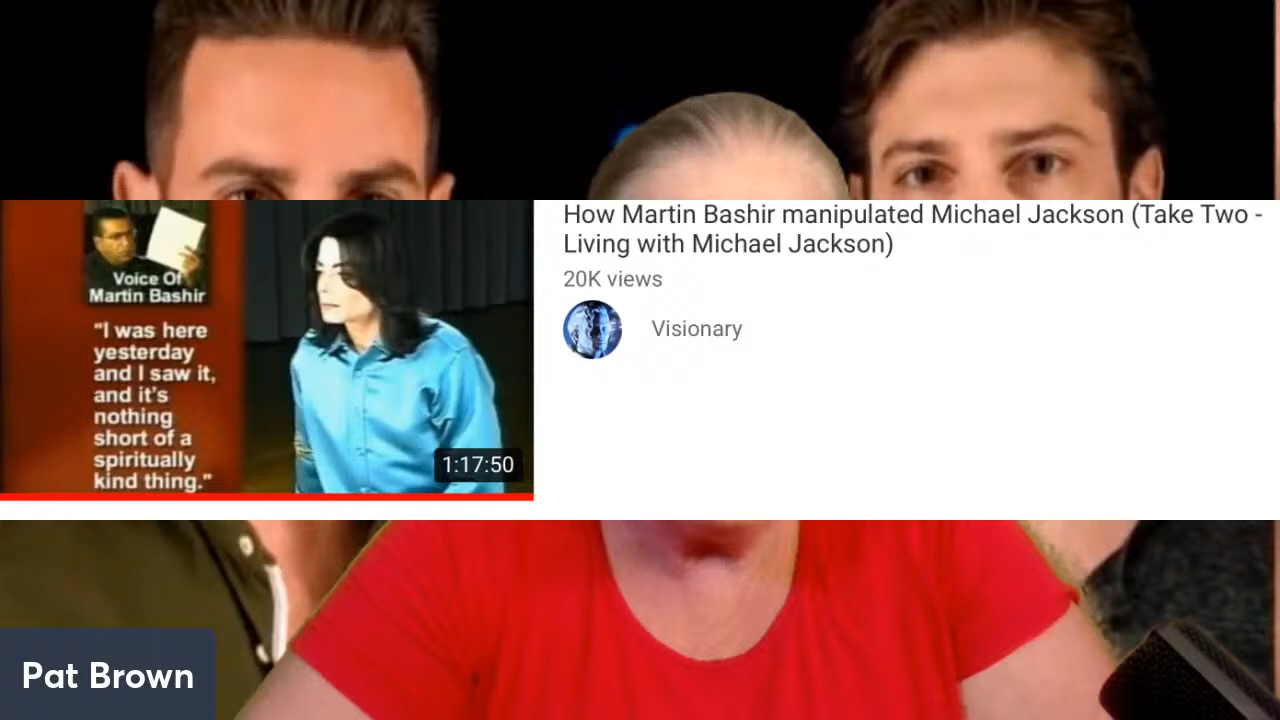 Voice Of
Martin Bashir
"I was here
yesterday
and I saw it,
and it's
nothing
short of a
spiritually
kind thing."
1:17:50
How Martin Bashir manipulated Michael Jackson (Take Two -
Living with Michael Jackson)
20K views
Visionary
Pat Brown